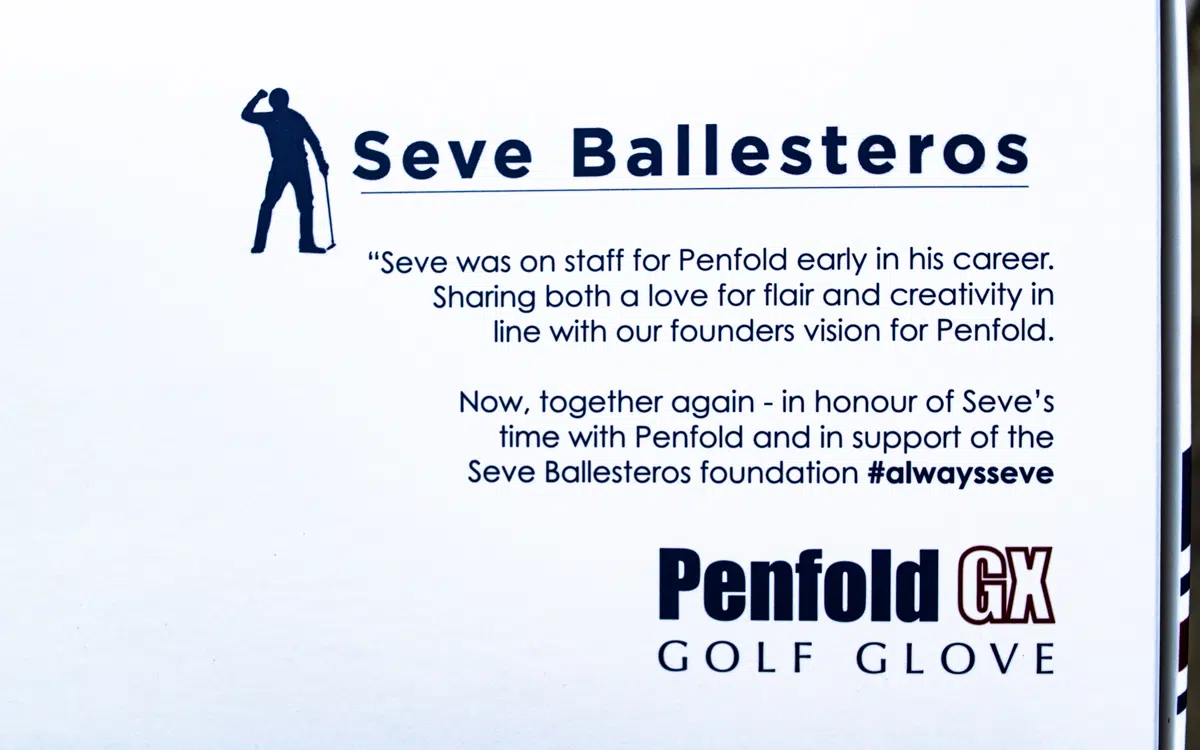 Seve Ballesteros
“Seve was on staff for Penfold early in his career.
Sharing both a love for flair and creativity in
line with our founders vision for Penfold.
Now, together again - in honour of Seve’s
time with Penfold and in support of the
Seve Ballesteros foundation #alwaysseve
Penfold GX
GOLF GLOVE